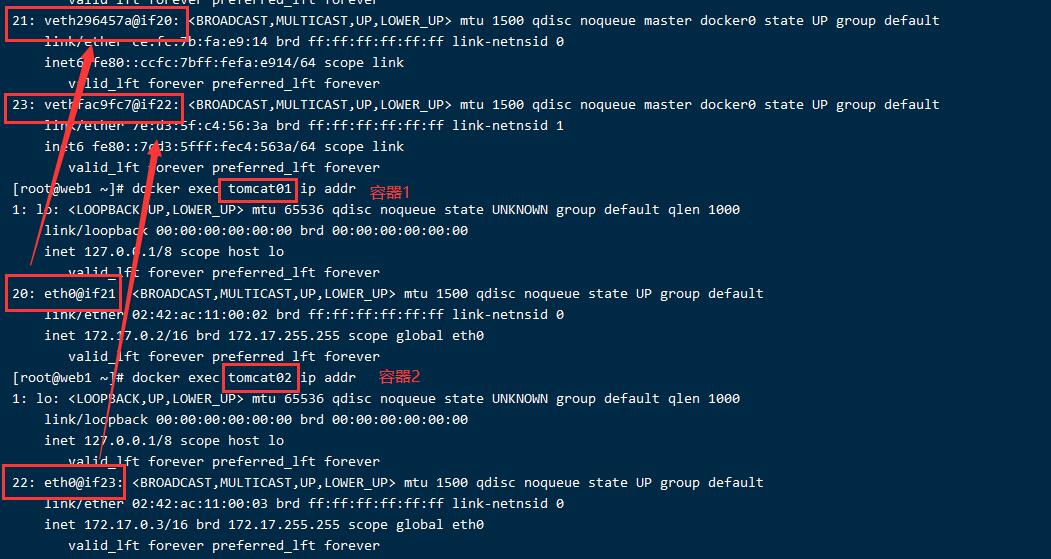 valid_lft forever preferred_lft forever
21: veth296457a@if20: <BROADCAST,MULTICAST,UP,LOWER_UP> mtu 1500 qdisc noqueue master docker0 state UP group default
link/ether ce:fc:7b:fa:e9:14 brd ff:ff:ff:ff:ff:ff link-netnsid 0
inet6 fe80::ccfc:7bff:fefa:e914/64 scope link
valid_lft forever preferred_lft forever
23: vethfac9fc7@if22: <BROADCAST,MULTICAST,UP,LOWER_UP> mtu 1500 qdisc noqueue master docker0 state UP group default
link/ether 7e:d3:5f:c4:56:3a brd ff:ff:ff:ff:ff:ff link-netnsid 1
inet6 fe80::7cd3:5fff:fec4:563a/64 scope link
valid_lft forever preferred_lft forever
[root@web1 ~]# docker exec tomcat01 ip addr 容器1
1: lo: <LOOPBACK,UP,LOWER_UP> mtu 65536 qdisc noqueue state UNKNOWN group default qlen 1000
link/loopback 00:00:00:00:00:00 brd 00:00:00:00:00:00
inet 127.0.0.1/8 scope host lo
valid_lft forever preferred_lft forever
20: eth0@if21: <BROADCAST,MULTICAST,UP,LOWER_UP> mtu 1500 qdisc noqueue state UP group default
link/ether 02:42:ac:11:00:02 brd ff:ff:ff:ff:ff:ff link-netnsid 0
inet 172.17.0.2/16 brd 172.17.255.255 scope global eth0
valid_lft forever preferred_lft forever
[root@web1 ~]# docker exec tomcat02 ip addr 容器2
1: lo: <LOOPBACK,UP,LOWER_UP> mtu 65536 qdisc noqueue state UNKNOWN group default qlen 1000
link/loopback 00:00:00:00:00:00 brd 00:00:00:00:00:00
inet 127.0.0.1/8 scope host lo
valid_lft forever preferred_lft forever
22: eth0@if23: <BROADCAST,MULTICAST,UP,LOWER_UP> mtu 1500 qdisc noqueue state UP group default
link/ether 02:42:ac:11:00:03 brd ff:ff:ff:ff:ff:ff link-netnsid 0
inet 172.17.0.3/16 brd 172.17.255.255 scope global eth0
valid_lft forever preferred_lft forever